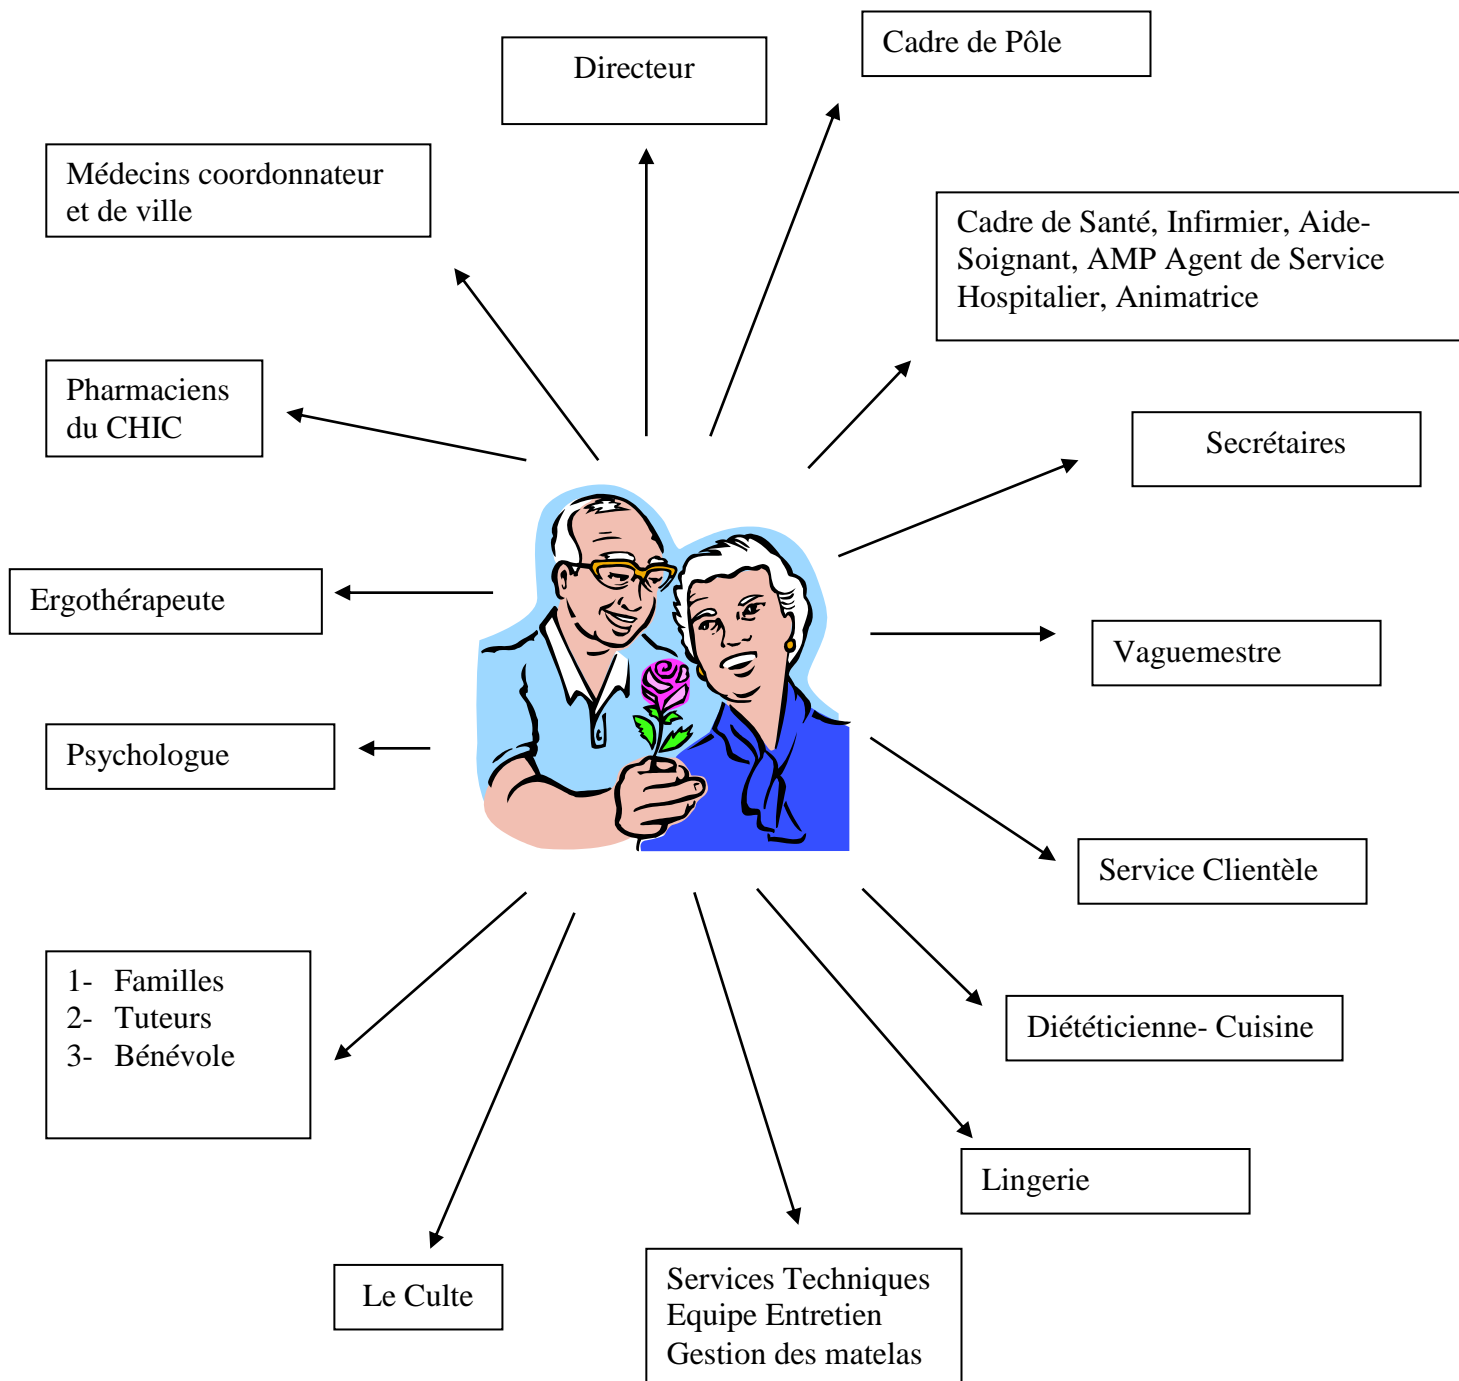 Cadre de Pôle
Directeur
Médecins coordonnateur
et de ville
Cadre de Santé, Infirmier, Aide-
Soignant, AMP Agent de Service
Hospitalier, Animatrice
Pharmaciens
du CHIC
Secrétaires
Ergothérapeute
Vaguemestre
Psychologue
Service Clientèle
1- Familles
2- Tuteurs
3- Bénévole
Diététicienne- Cuisine
Lingerie
Le Culte
Services Techniques
Equipe Entretien
Gestion des matelas